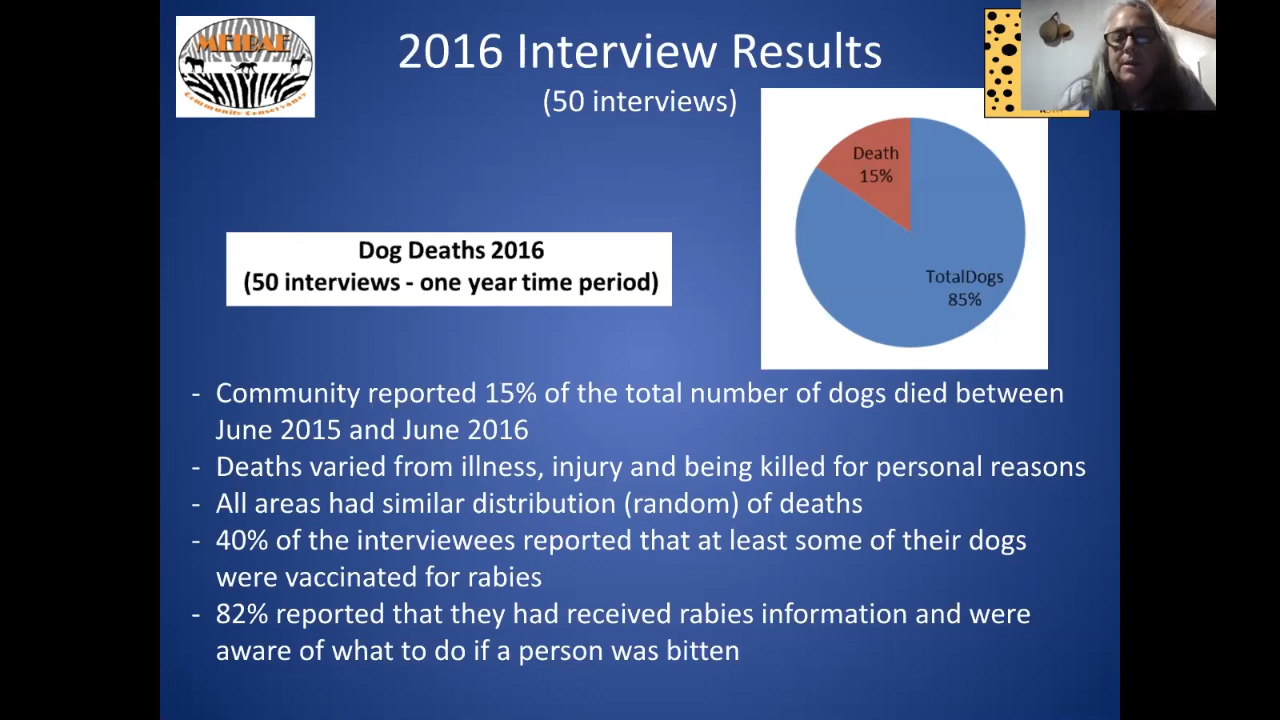 MEIBAE
Community Conservancy
2016 Interview Results
(50 interviews)
Death
15%
TotalDogs
85%
Dog Deaths 2016
(50 interviews - one year time period)
- Community reported 15% of the total number of dogs died between
June 2015 and June 2016
- Deaths varied from illness, injury and being killed for personal reasons
- All areas had similar distribution (random) of deaths
- 40% of the interviewees reported that at least some of their dogs
were vaccinated for rabies
- 82% reported that they had received rabies information and were
aware of what to do if a person was bitten